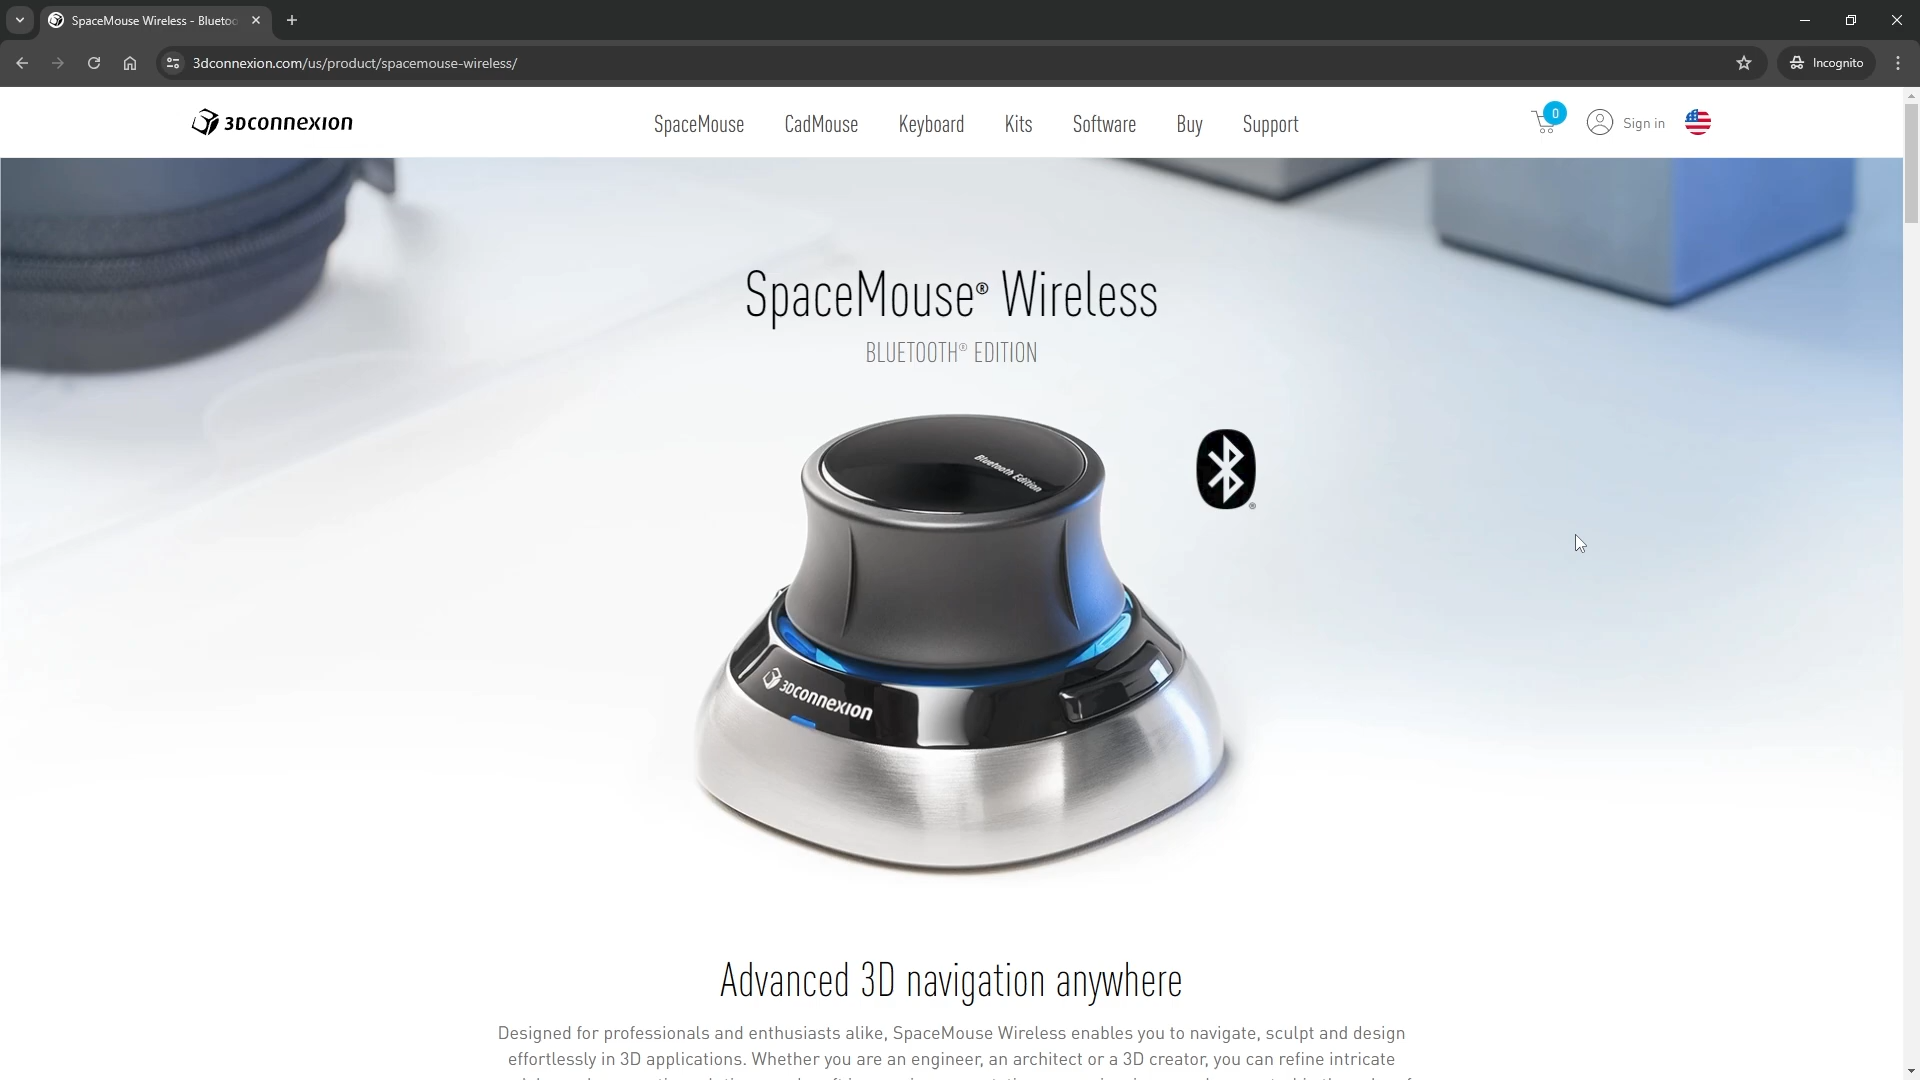 SpaceMouse Wireless - Bluetoo
3dconnexion.com/us/product/spacemouse-wireless/
Incognito
3DCONNEXION
SpaceMouse
CadMouse
Keyboard
Kits
Software
Buy
Support
0
Sign in
SpaceMouse® Wireless
BLUETOOTH® EDITION
Bluetooth Edition
®
3DCONNEXION
Advanced 3D navigation anywhere
Designed for professionals and enthusiasts alike, SpaceMouse Wireless enables you to navigate, sculpt and design
effortlessly in 3D applications. Whether you are an engineer, an architect or a 3D creator, you can refine intricate